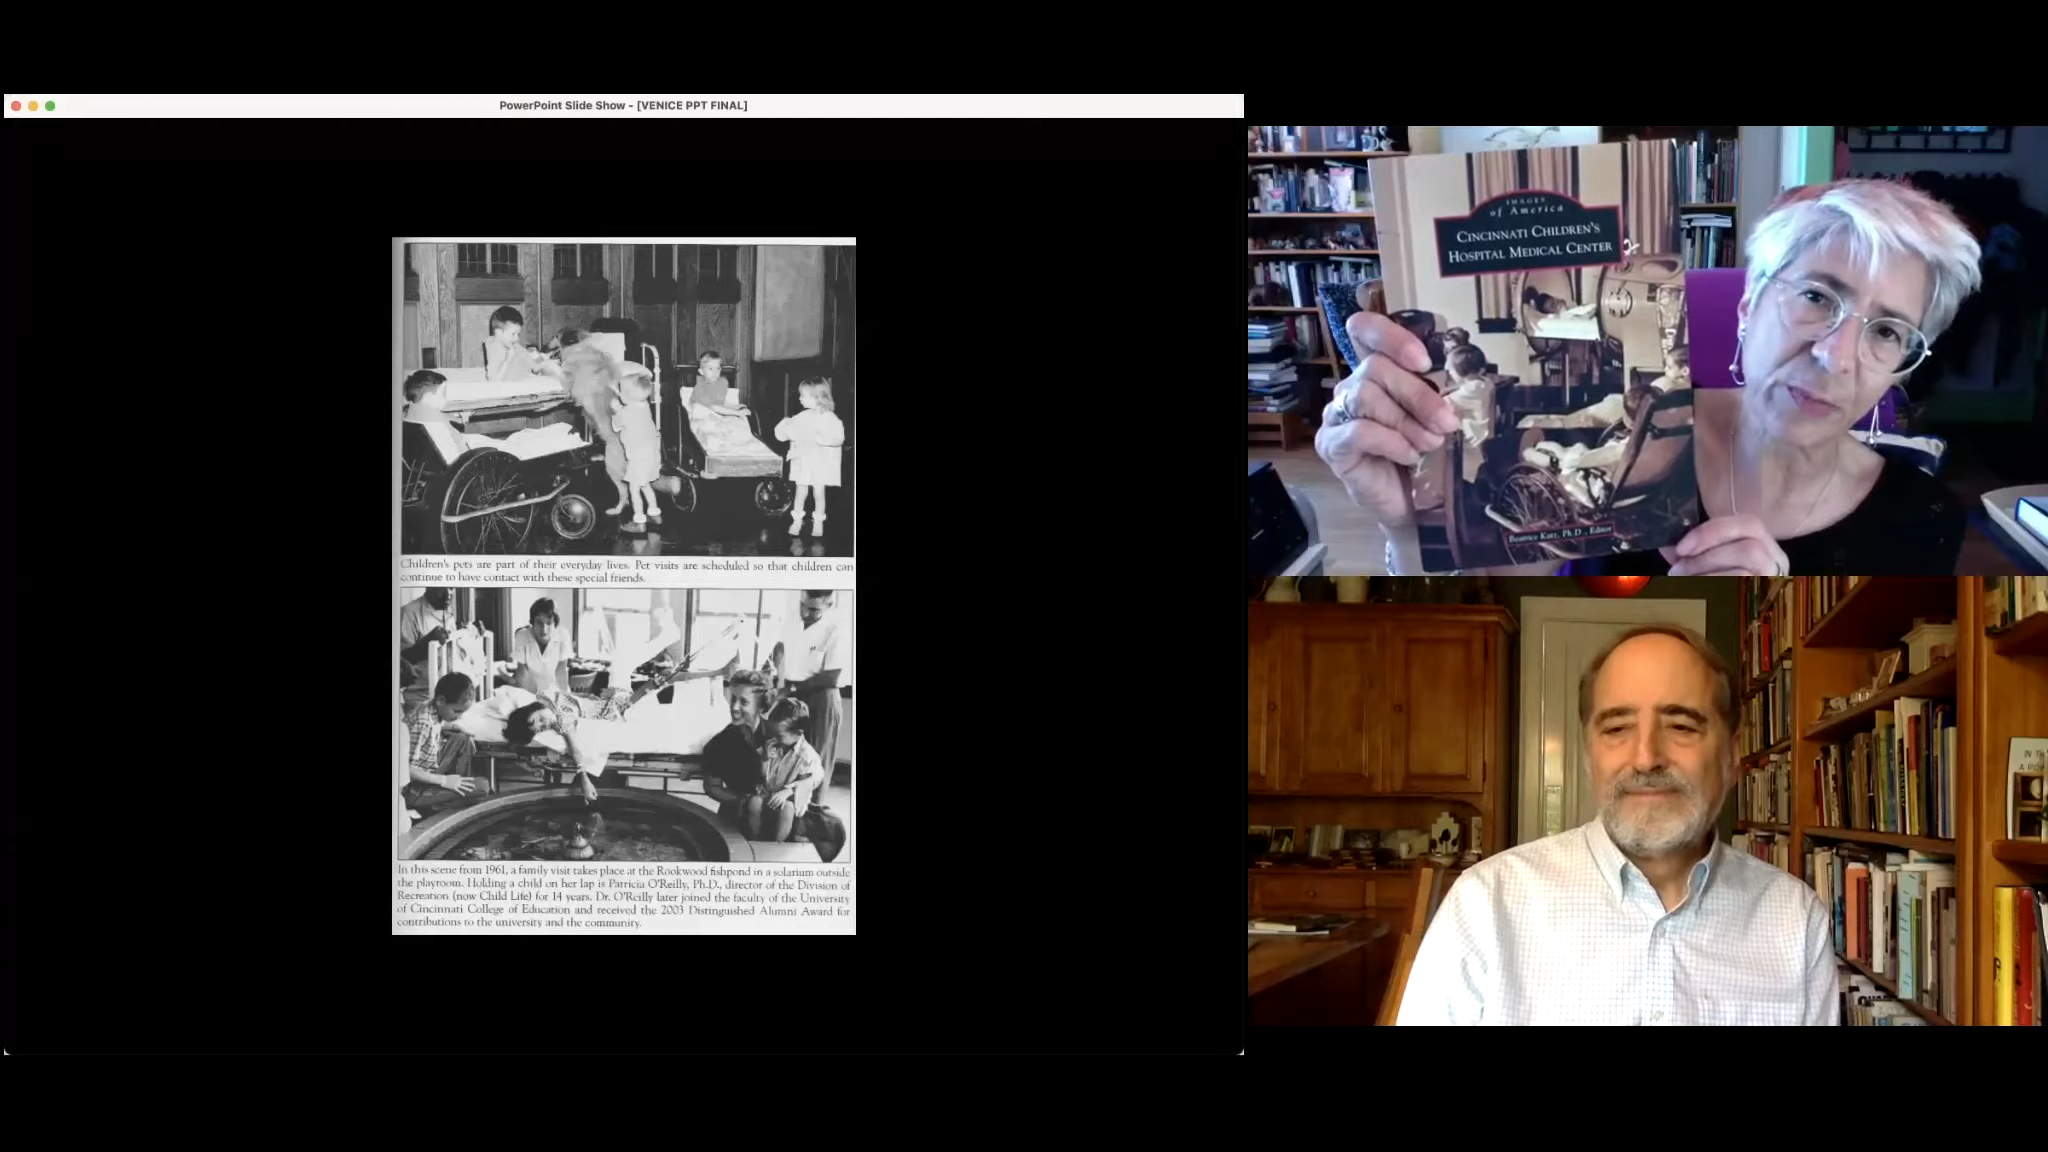 PowerPoint Slide Show - [VENICE PPT FINAL]
Children's pets are part of their everyday lives. Pet visits are scheduled so that children can
continue to have contact with these special friends.
In this scene from 1961, a family visit takes place at the Rookwood fishpond in a solarium outside
the playroom. Holding a child on her lap is Patricia O'Reilly, Ph.D., director of the Division of
Recreation (now Child Life) for 14 years. Dr. O'Reilly later joined the faculty of the University
of Cincinnati College of Education and received the 2003 Distinguished Alumni Award for
contributions to the university and the community.
IMAGES
of America
CINCINNATI CHILDREN'S
HOSPITAL MEDICAL CENTER
Beatrice Katz, Ph.D., Editor
IN
A